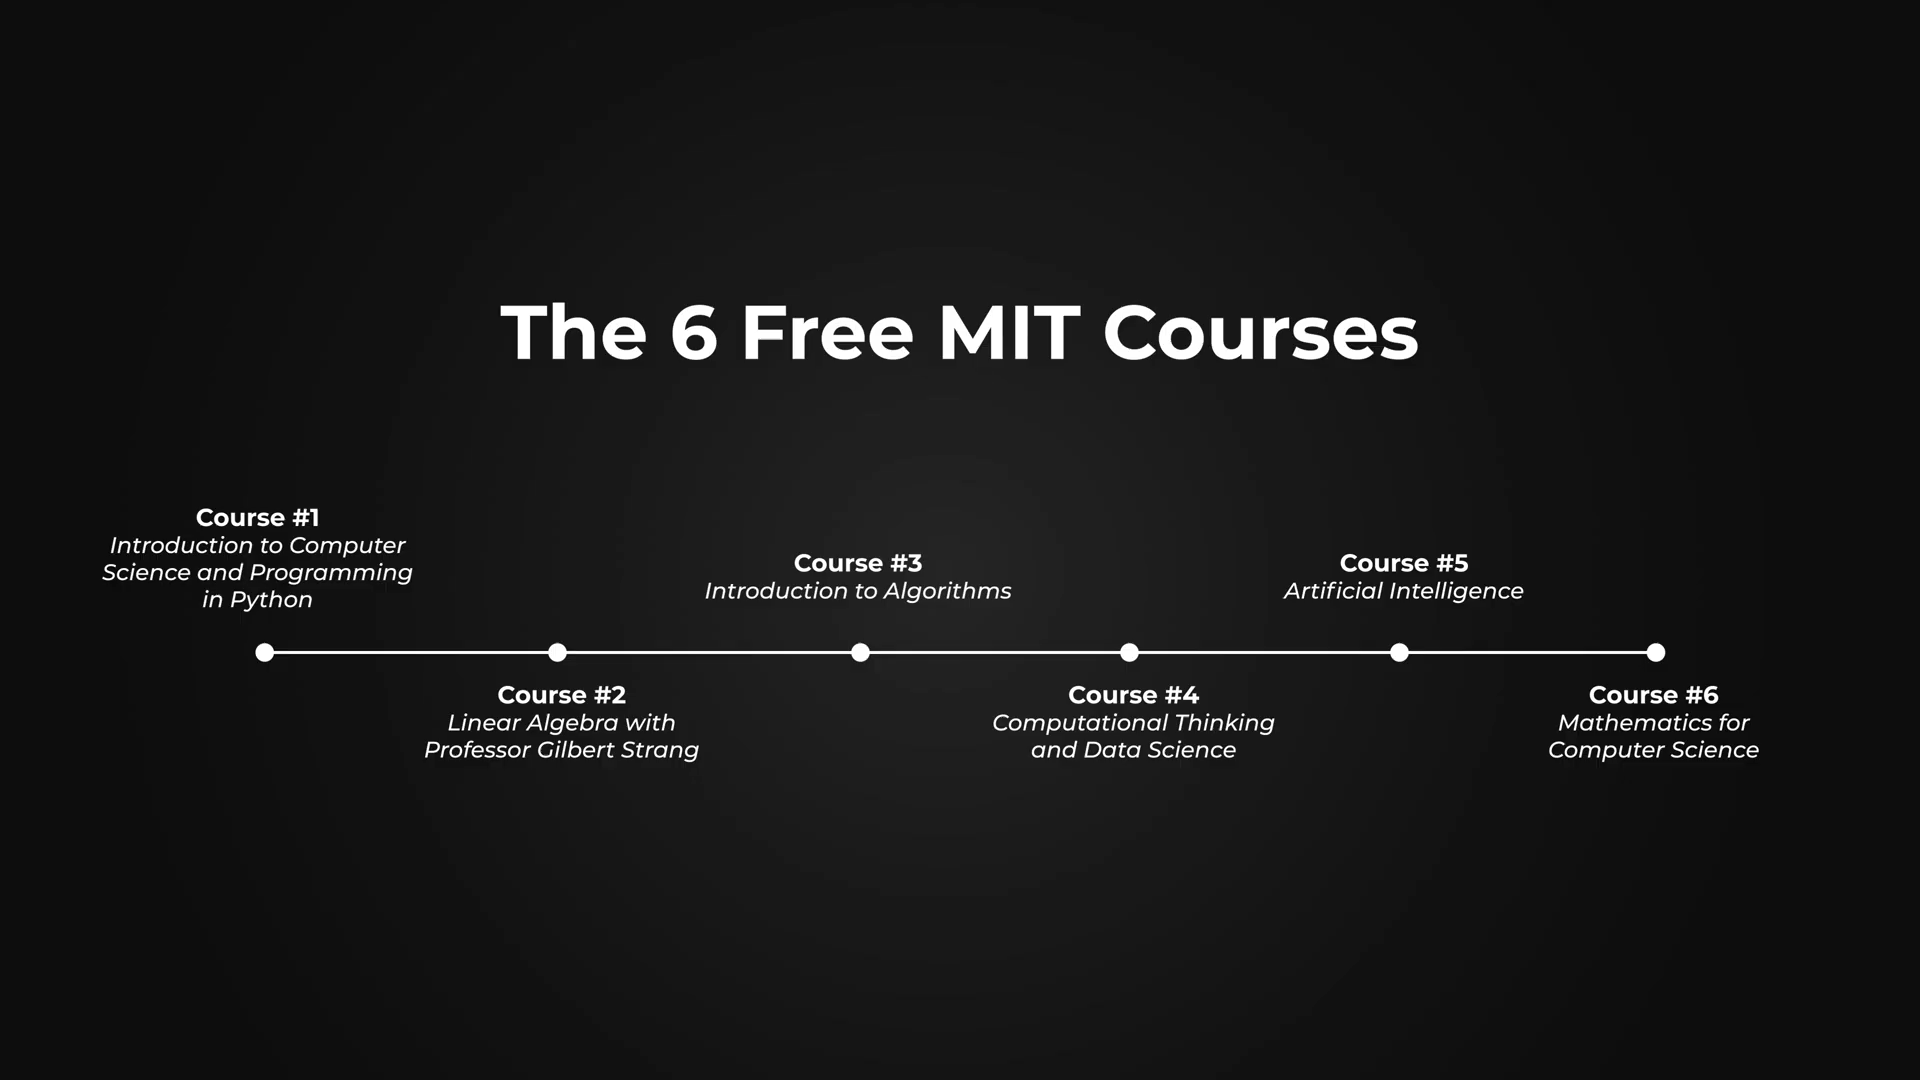 The 6 Free MIT Courses
Course #1
Introduction to Computer
Science and Programming
in Python
Course #2
Linear Algebra with
Professor Gilbert Strang
Course #3
Introduction to Algorithms
Course #4
Computational Thinking
and Data Science
Course #5
Artificial Intelligence
Course #6
Mathematics for
Computer Science